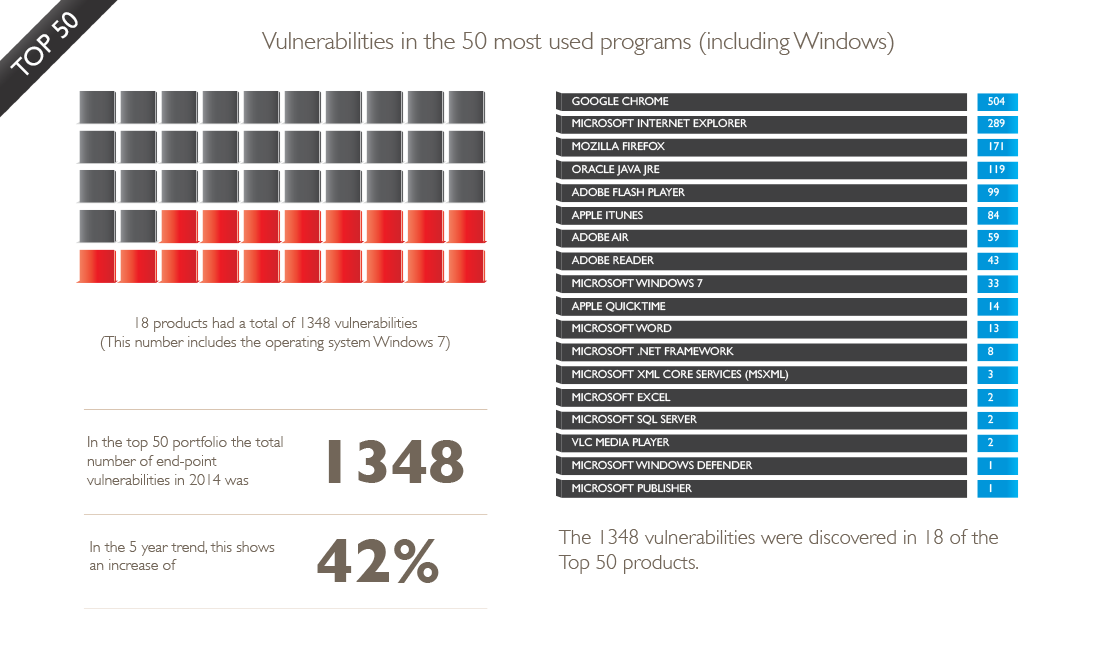 TOP 50
Vulnerabilities in the 50 most used programs (including Windows)
18 products had a total of 1348 vulnerabilities
(This number includes the operating system Windows 7)
In the top 50 portfolio the total
number of end-point
vulnerabilities in 2014 was
1348
In the 5 year trend, this shows
an increase of
42%
GOOGLE CHROME 504
MICROSOFT INTERNET EXPLORER 289
MOZILLA FIREFOX 171
ORACLE JAVA JRE 119
ADOBE FLASH PLAYER 99
APPLE ITUNES 84
ADOBE AIR 59
ADOBE READER 43
MICROSOFT WINDOWS 7 33
APPLE QUICKTIME 14
MICROSOFT WORD 13
MICROSOFT .NET FRAMEWORK 8
MICROSOFT XML CORE SERVICES (MSXML) 3
MICROSOFT EXCEL 2
MICROSOFT SQL SERVER 2
VLC MEDIA PLAYER 2
MICROSOFT WINDOWS DEFENDER 1
MICROSOFT PUBLISHER 1
The 1348 vulnerabilities were discovered in 18 of the
Top 50 products.